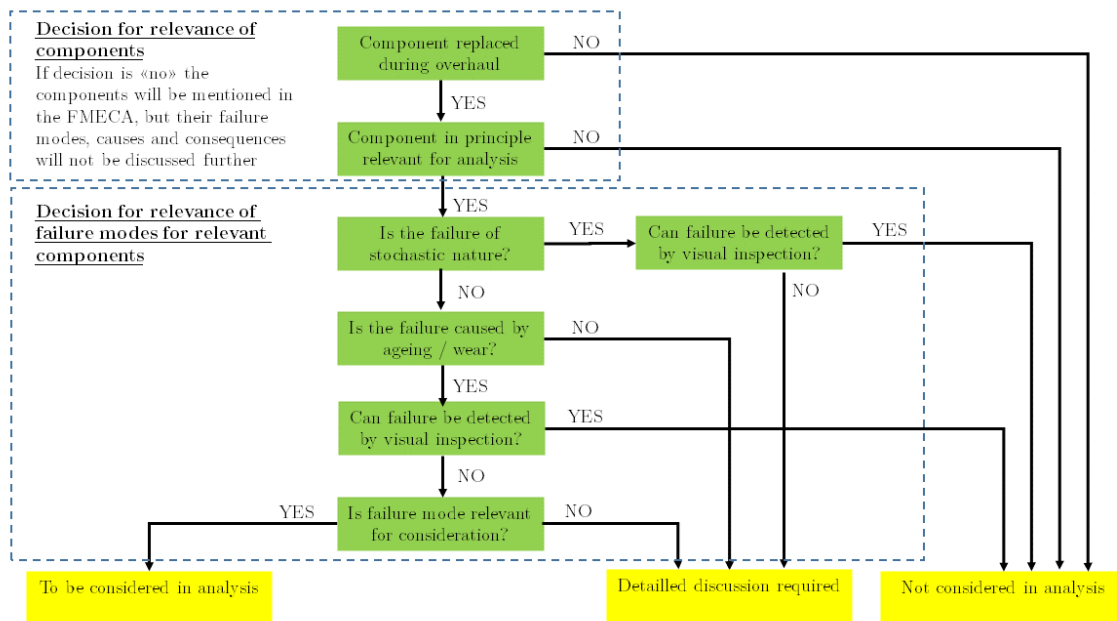 Decision for relevance of
components
If decision is «no» the
components will be mentioned in
the FMECA, but their failure
modes, causes and consequences
will not be discussed further
Component replaced
during overhaul
NO
YES
Component in principle
relevant for analysis
NO
YES
Decision for relevance of
failure modes for relevant
components
Is the failure of
stochastic nature?
YES
Can failure be detected
by visual inspection?
YES
NO
NO
Is the failure caused by
ageing / wear?
NO
YES
Can failure be detected
by visual inspection?
YES
NO
Is failure mode relevant
for consideration?
YES
NO
To be considered in analysis
Detailled discussion required
Not considered in analysis